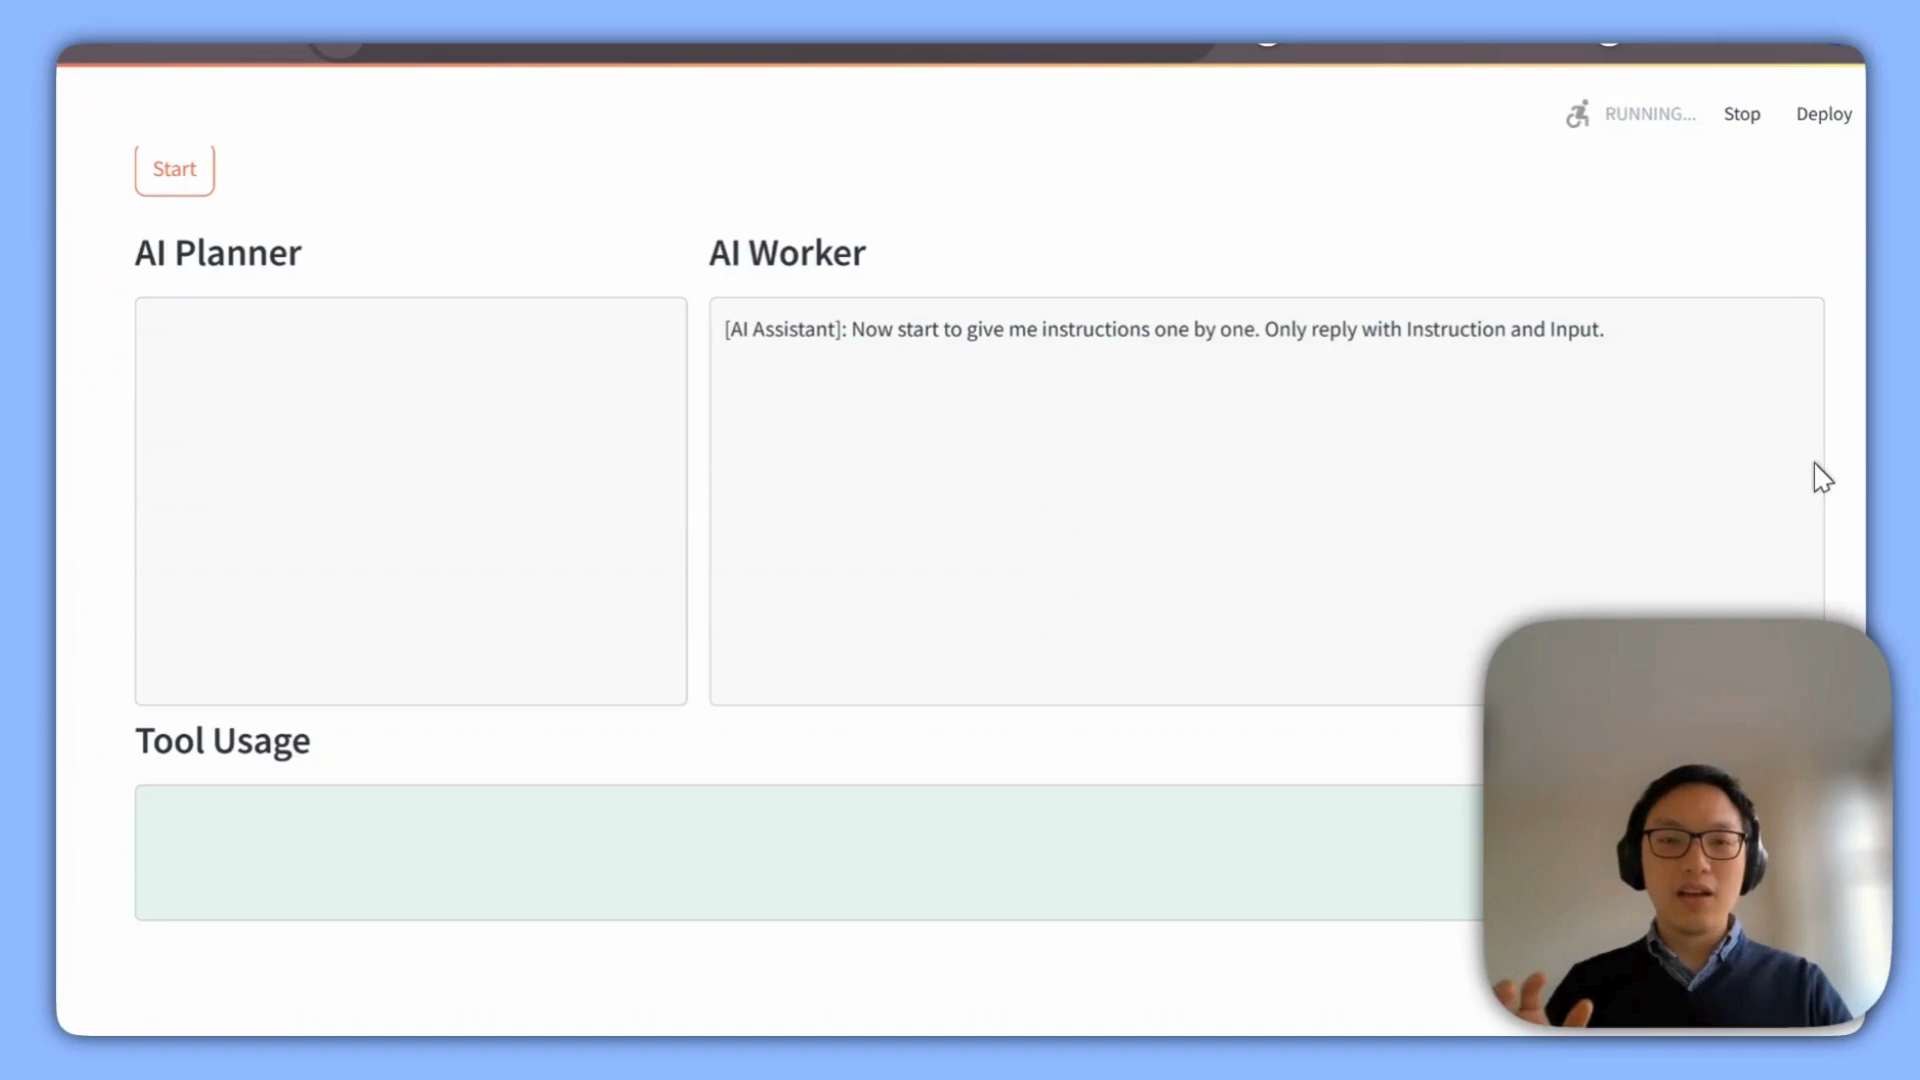 RUNNING... Stop Deploy
Start
AI Planner
AI Worker
[AI Assistant]: Now start to give me instructions one by one. Only reply with Instruction and Input.
Tool Usage